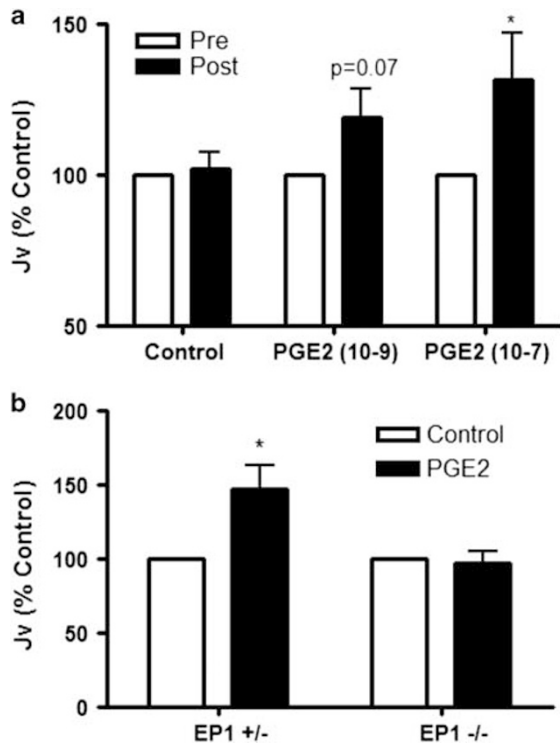 a
150
100
50
Jv (% Control)
Pre
Post
p=0.07
*
Control PGE2 (10-9) PGE2 (10-7)
b
200
150
100
50
0
Jv (% Control)
Control
PGE2
*
EP1 +/- EP1 -/-